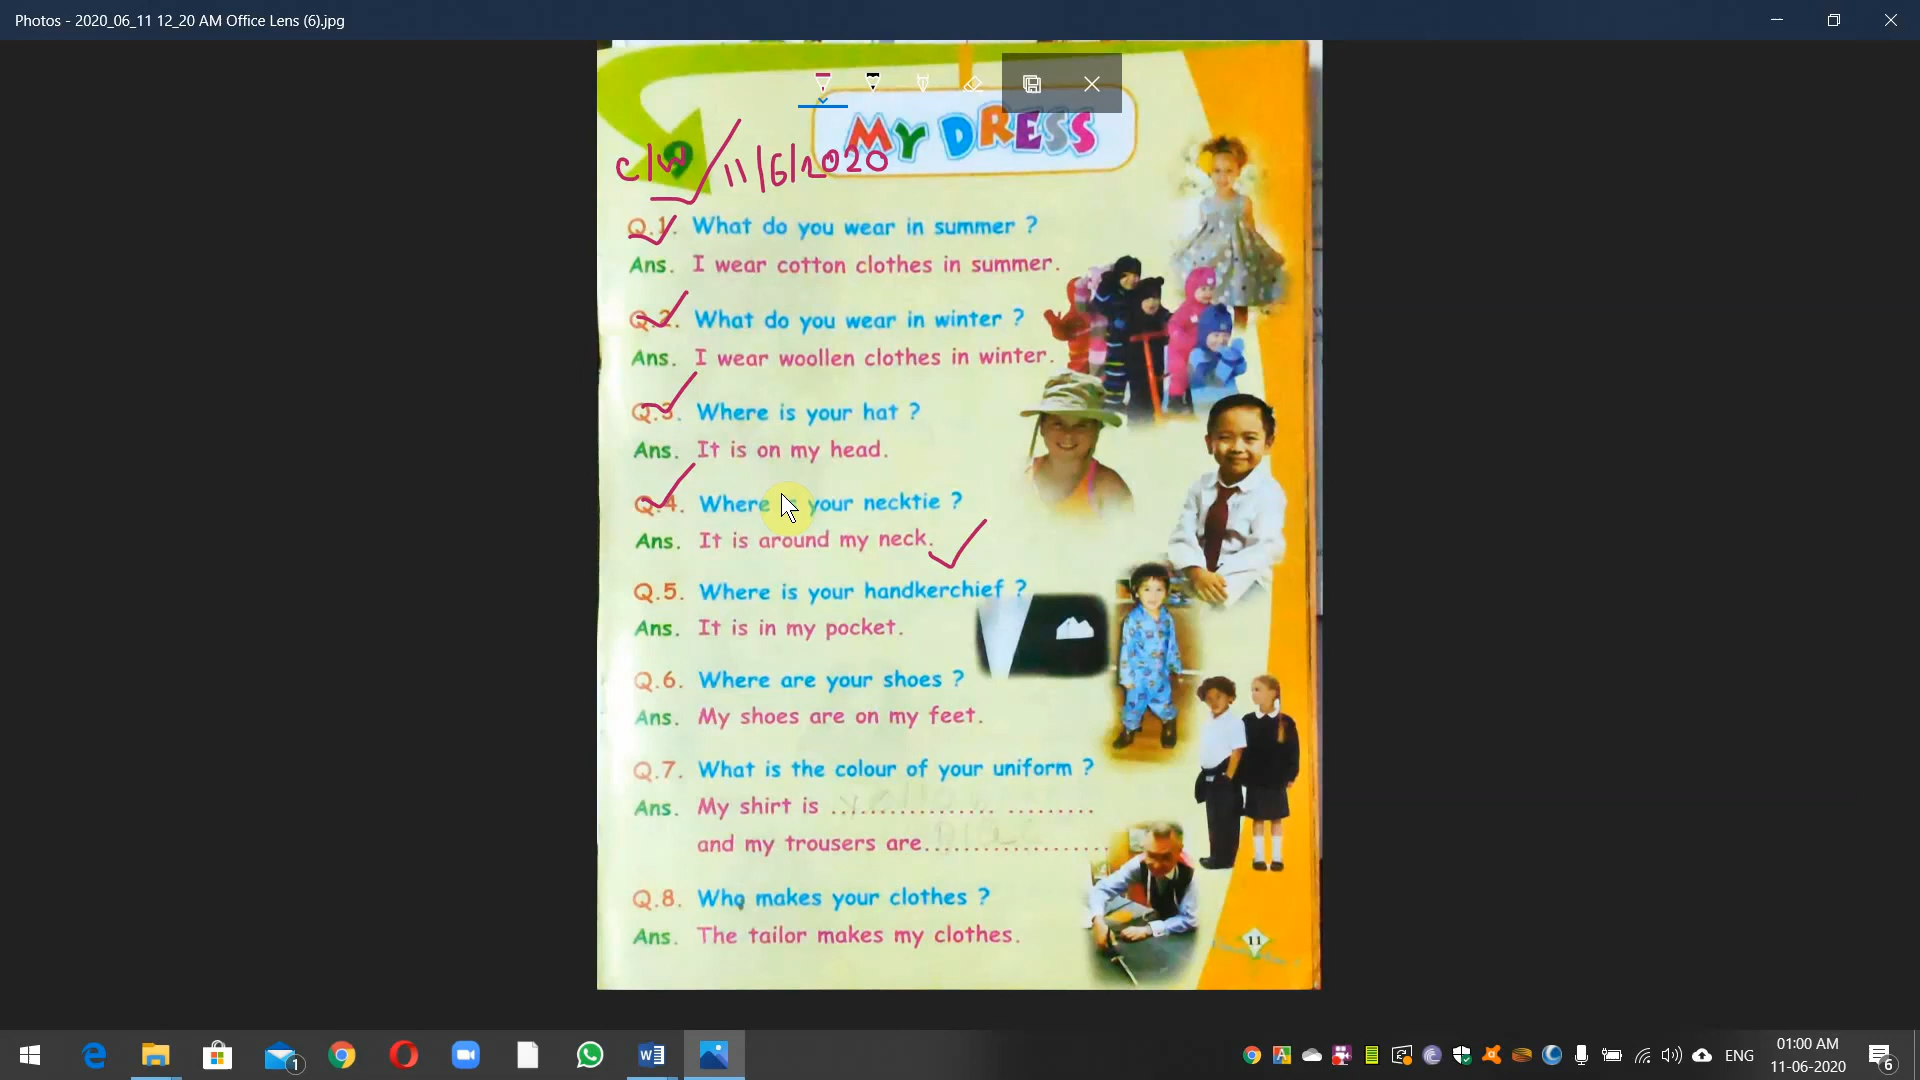 Photos - 2020_06_11 12_20 AM Office Lens (6).jpg
MY DRESS
9
C/W 11/6/2020
Q.1. What do you wear in summer ?
Ans. I wear cotton clothes in summer.
Q.2. What do you wear in winter ?
Ans. I wear woollen clothes in winter.
Q.3. Where is your hat ?
Ans. It is on my head.
Q.4. Where is your necktie ?
Ans. It is around my neck.
Q.5. Where is your handkerchief ?
Ans. It is in my pocket.
Q.6. Where are your shoes ?
Ans. My shoes are on my feet.
Q.7. What is the colour of your uniform ?
Ans. My shirt is ..........................
and my trousers are...................
Q.8. Who makes your clothes ?
Ans. The tailor makes my clothes.
11
1
ENG
01:00 AM
11-06-2020
6